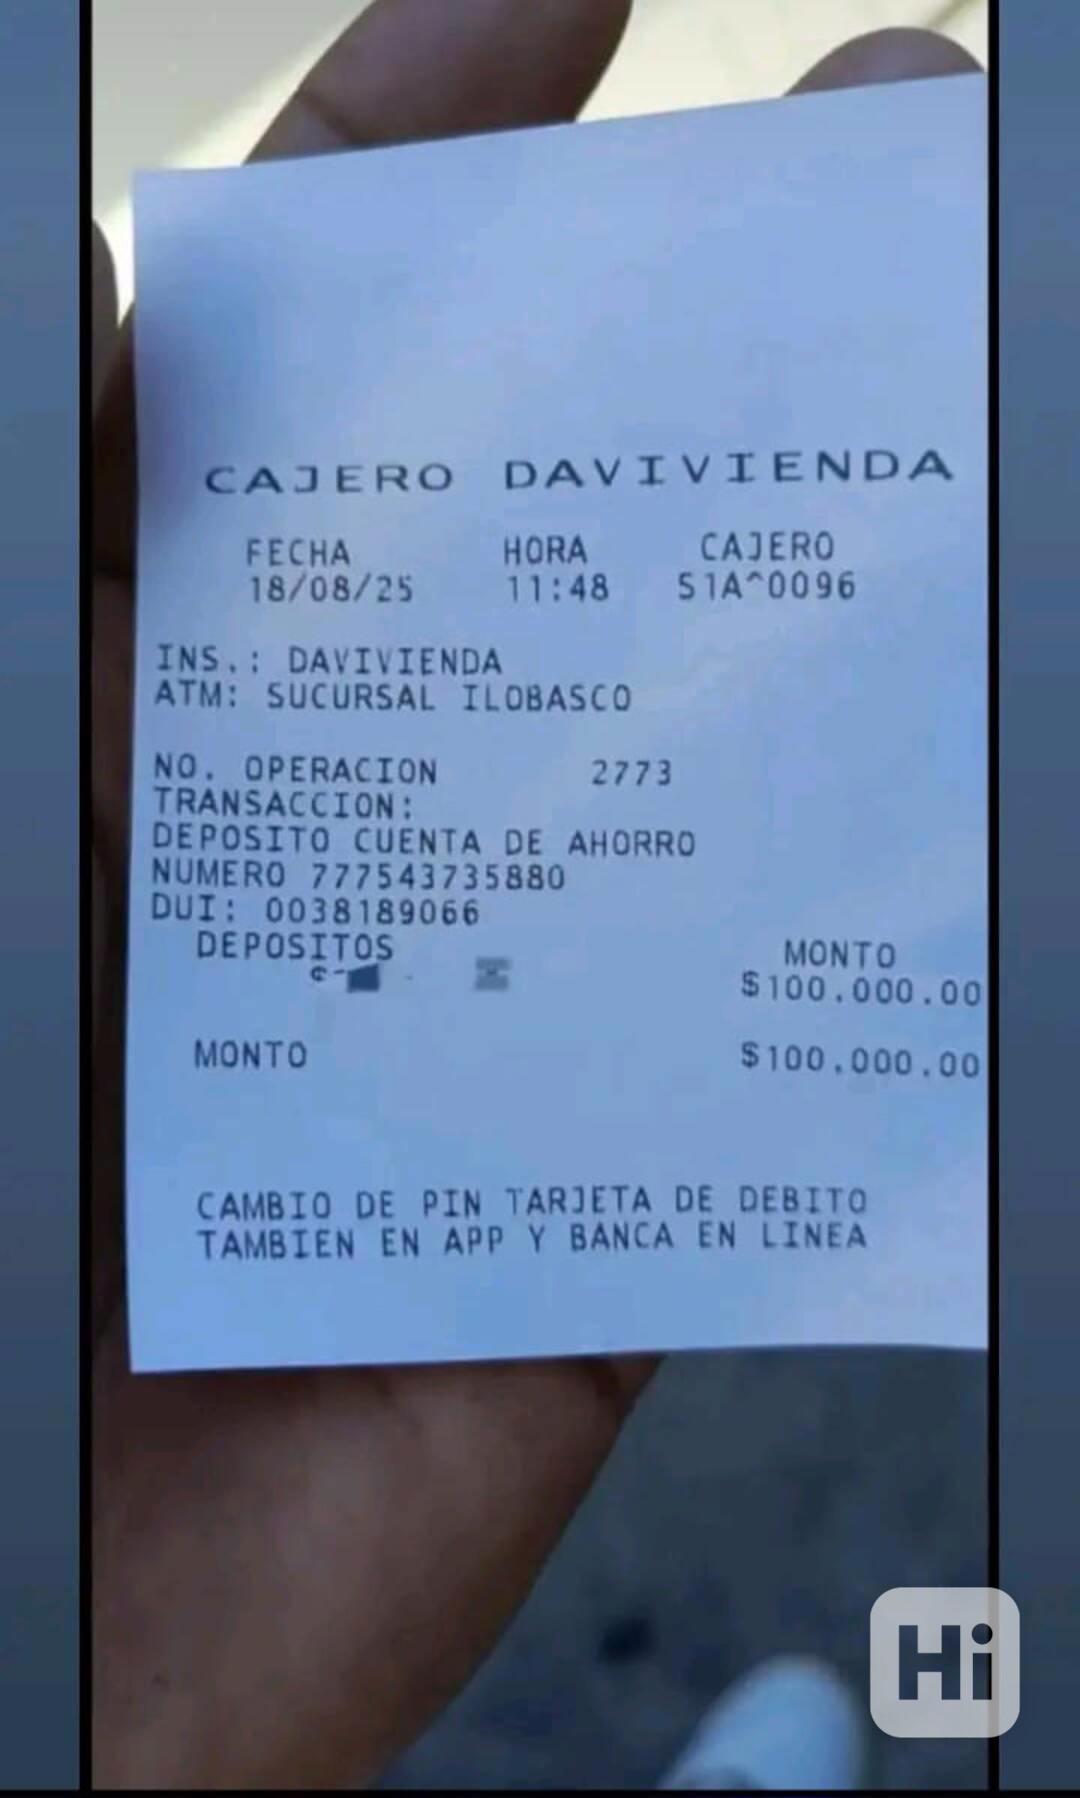 CAJERO DAVIVIENDA
FECHA HORA CAJERO
18/08/25 11:48 S1A^0096
INS.: DAVIVIENDA
ATM: SUCURSAL ILOBASCO
NO. OPERACION 2773
TRANSACCION:
DEPOSITO CUENTA DE AHORRO
NUMERO 777543735880
DUI: 0038189066
DEPOSITOS MONTO
$100.000.00
MONTO $100.000.00
CAMBIO DE PIN TARJETA DE DEBITO
TAMBIEN EN APP Y BANCA EN LINEA
Hi